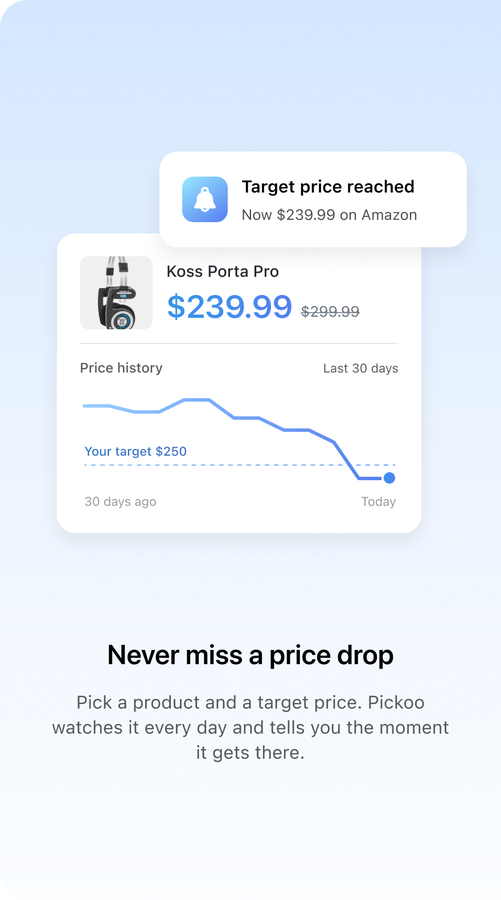 Target price reached
Now $239.99 on Amazon
Koss Porta Pro
$239.99 $299.99
Price history
Last 30 days
Your target $250
30 days ago
Today
Never miss a price drop
Pick a product and a target price. Pickoo
watches it every day and tells you the moment
it gets there.